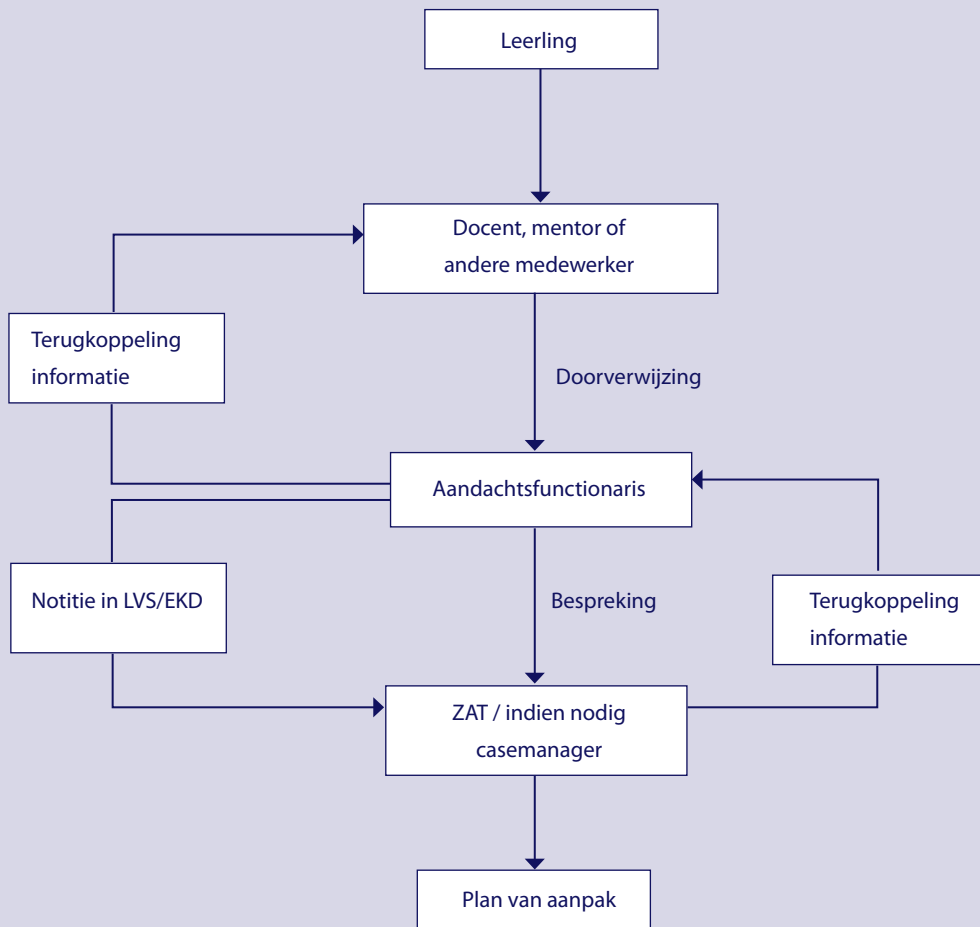 Leerling
Docent, mentor of
andere medewerker
Terugkoppeling
informatie
Doorverwijzing
Aandachtsfunctionaris
Notitie in LVS/EKD
Bespreking
Terugkoppeling
informatie
ZAT / indien nodig
casemanager
Plan van aanpak